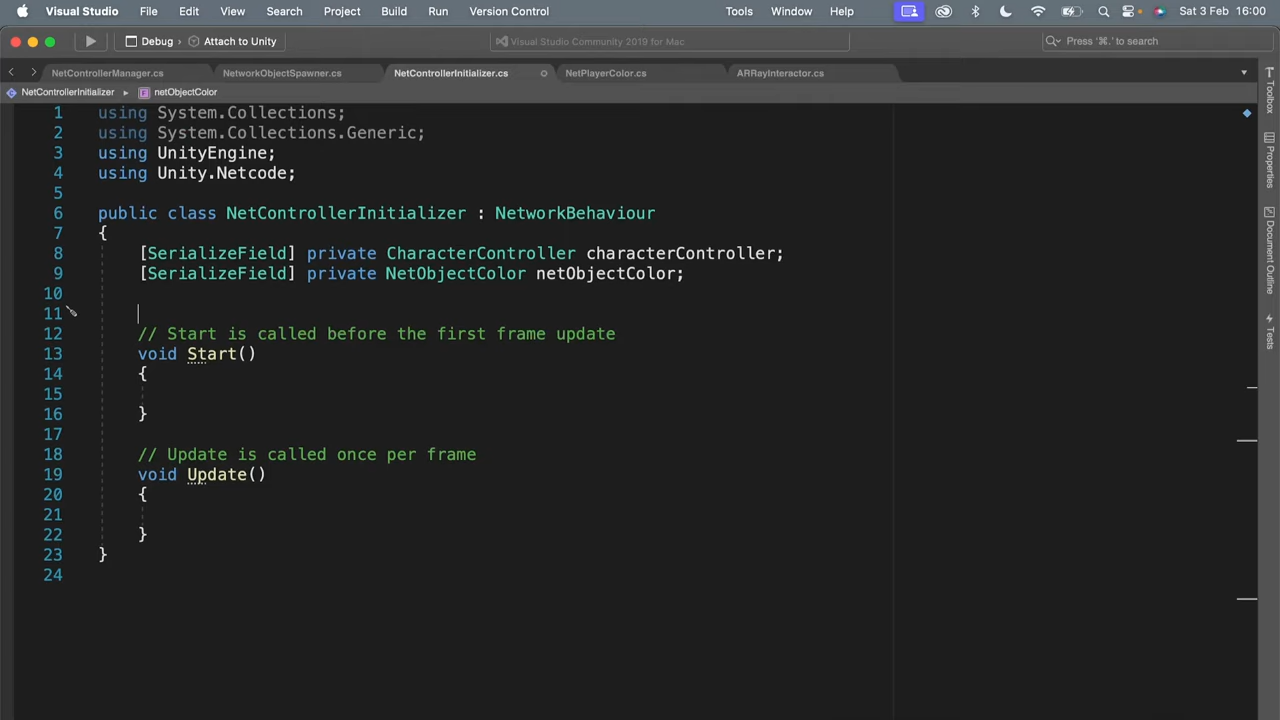 Visual Studio File Edit View Search Project Build Run Version Control Tools Window Help Sat 3 Feb 16:00
Debug Attach to Unity Visual Studio Community 2019 for Mac Press '⌘.' to search
NetControllerManager.cs NetworkObjectSpawner.cs NetControllerInitializer.cs NetPlayerColor.cs ARRayInteractor.cs
NetControllerInitializer netObjectColor
1 using System.Collections;
2 using System.Collections.Generic;
3 using UnityEngine;
4 using Unity.Netcode;
5
6 public class NetControllerInitializer : NetworkBehaviour
7 {
8 [SerializeField] private CharacterController characterController;
9 [SerializeField] private NetObjectColor netObjectColor;
10
11
12 // Start is called before the first frame update
13 void Start()
14 {
15
16 }
17
18 // Update is called once per frame
19 void Update()
20 {
21
22 }
23 }
24
Toolbox
Properties
Document Outline
Tests